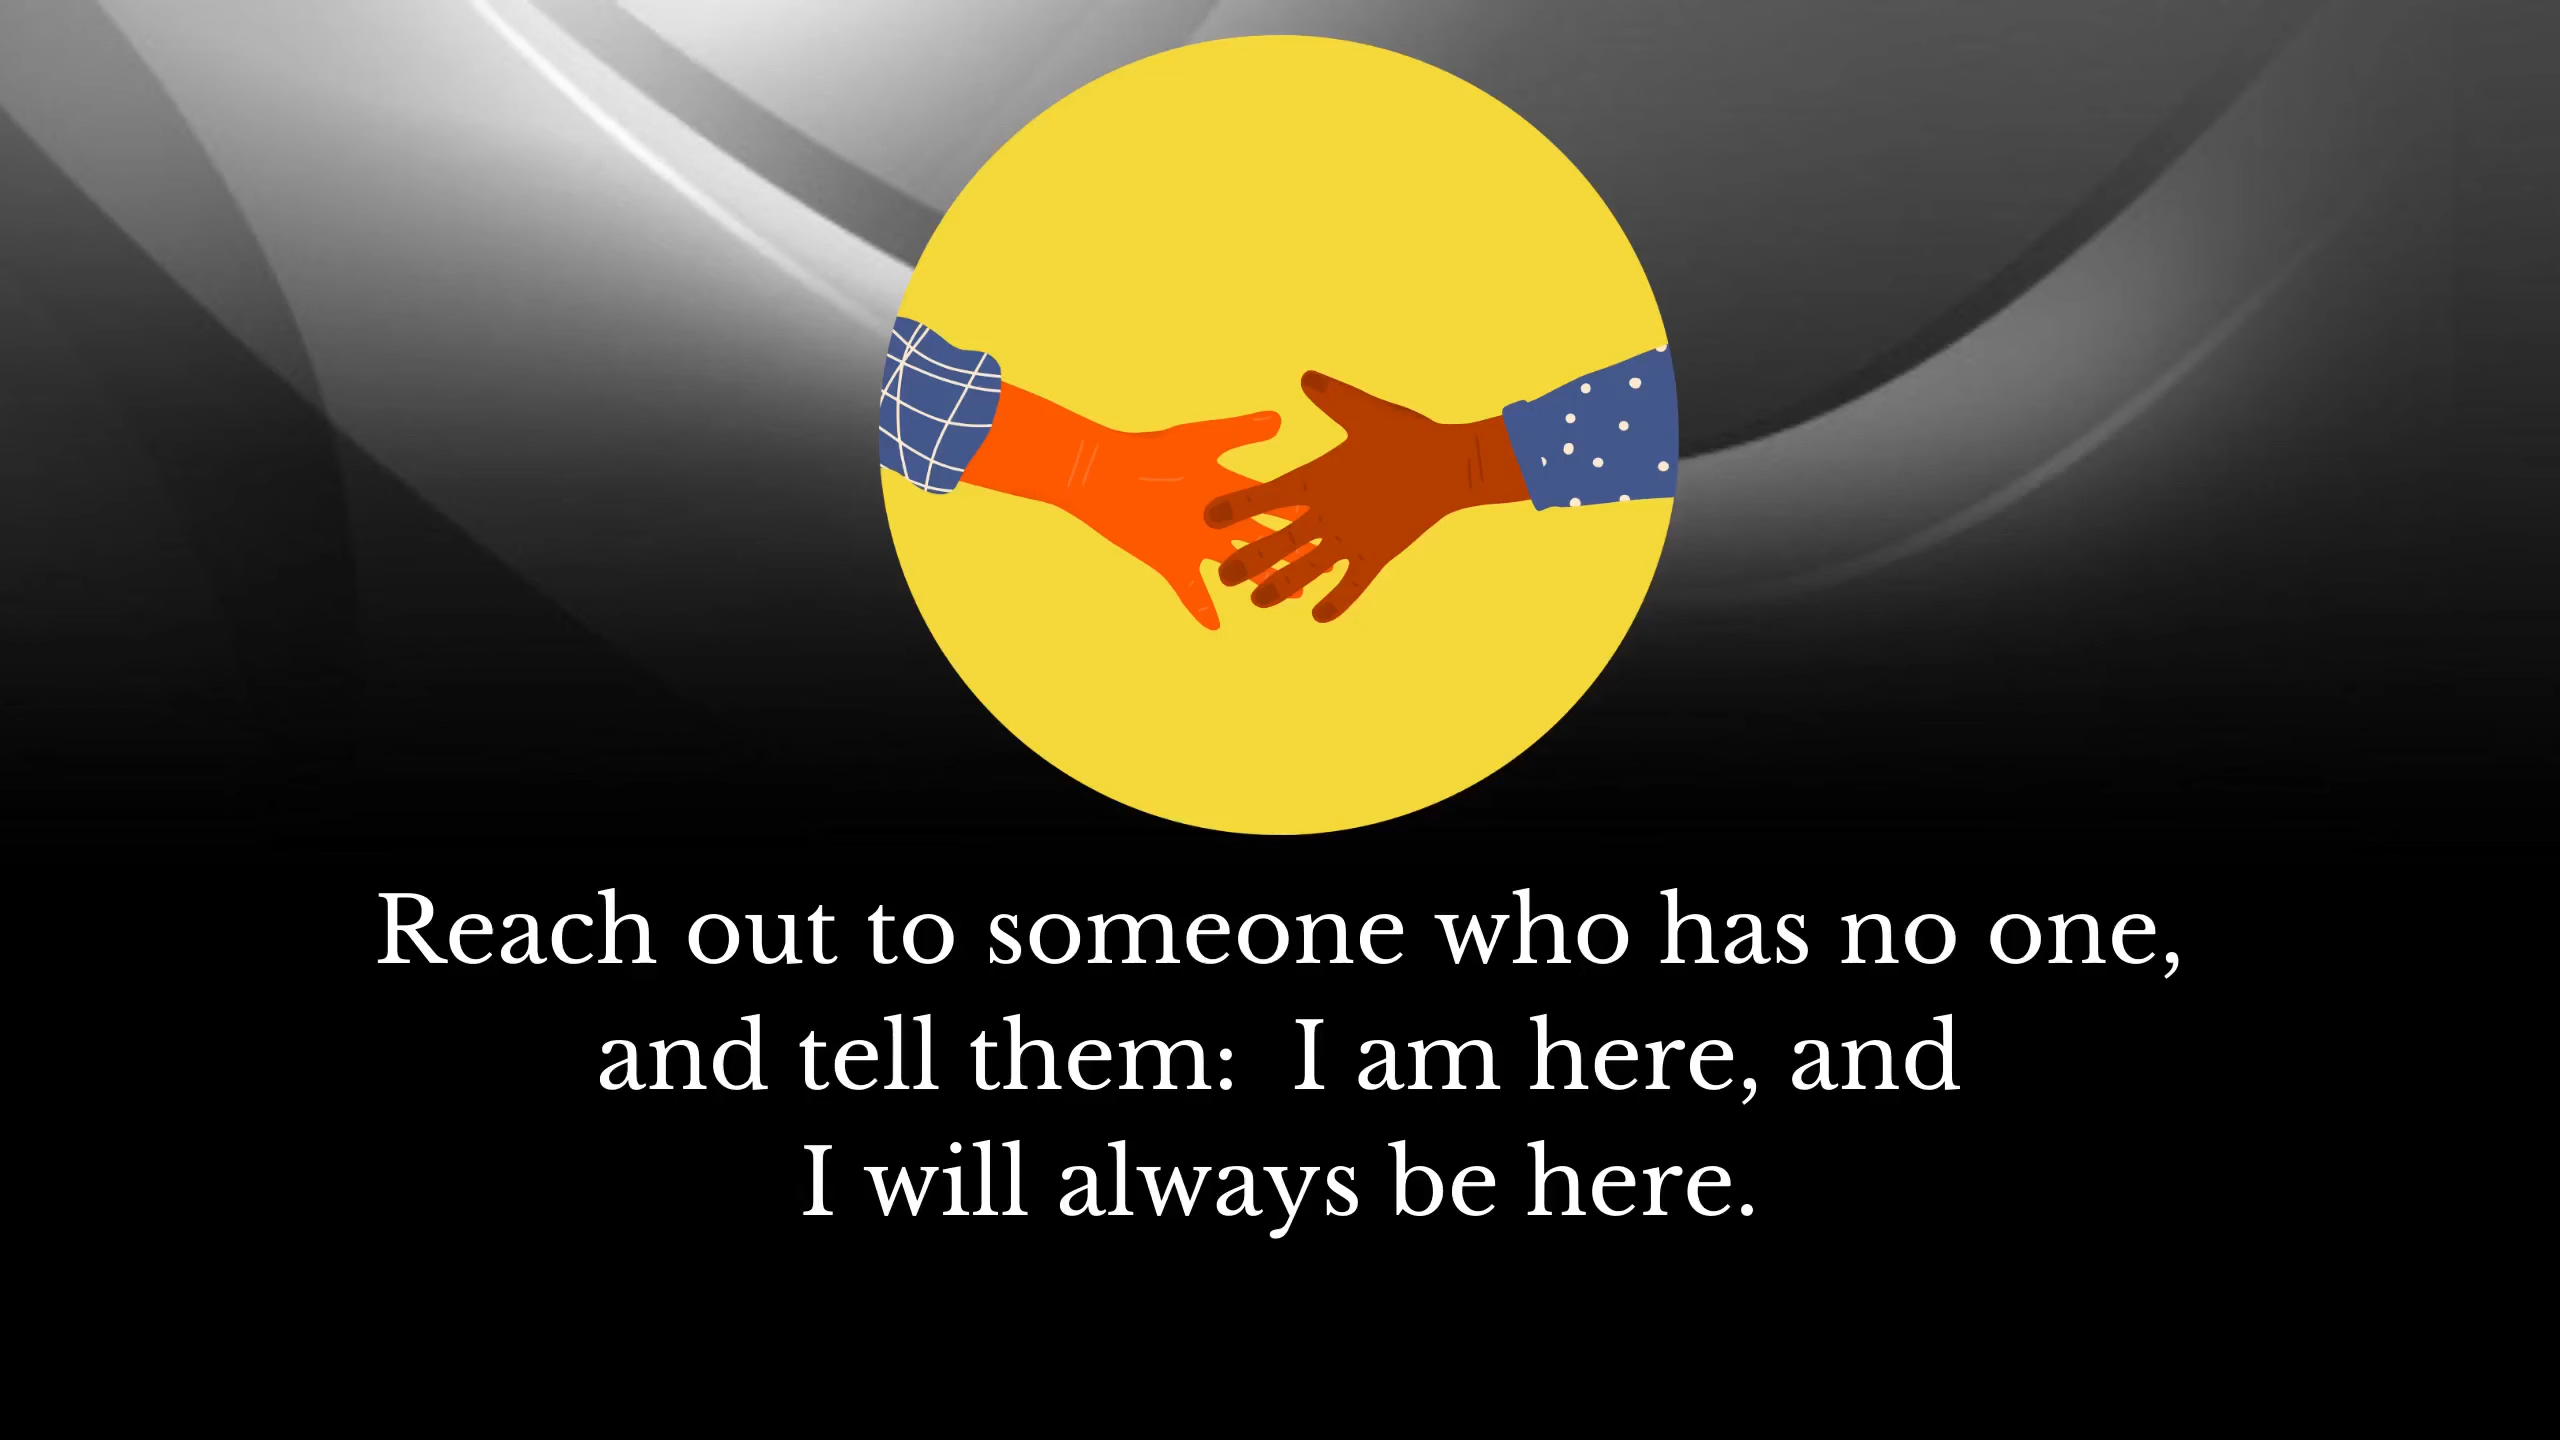 Reach out to someone who has no one,
and tell them:  I am here, and
I will always be here.